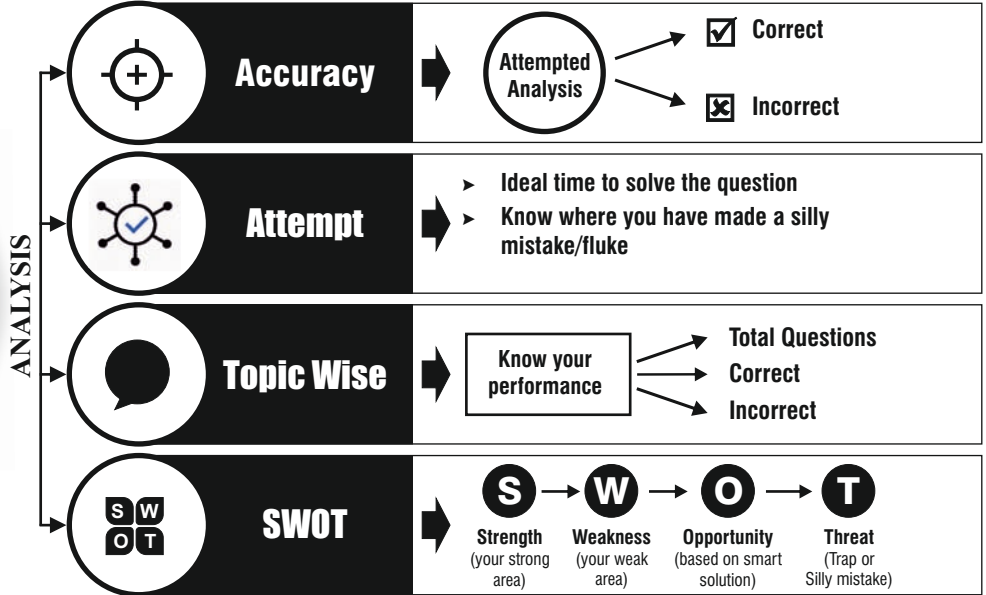 ANALYSIS
Accuracy
Attempted
Analysis
Correct
Incorrect
Attempt
➤ Ideal time to solve the question
➤ Know where you have made a silly
mistake/fluke
Topic Wise
Know your
performance
Total Questions
Correct
Incorrect
S W
O T
SWOT
S W O T
Strength Weakness Opportunity Threat
(your strong (your weak (based on smart (Trap or
area) area) solution) Silly mistake)